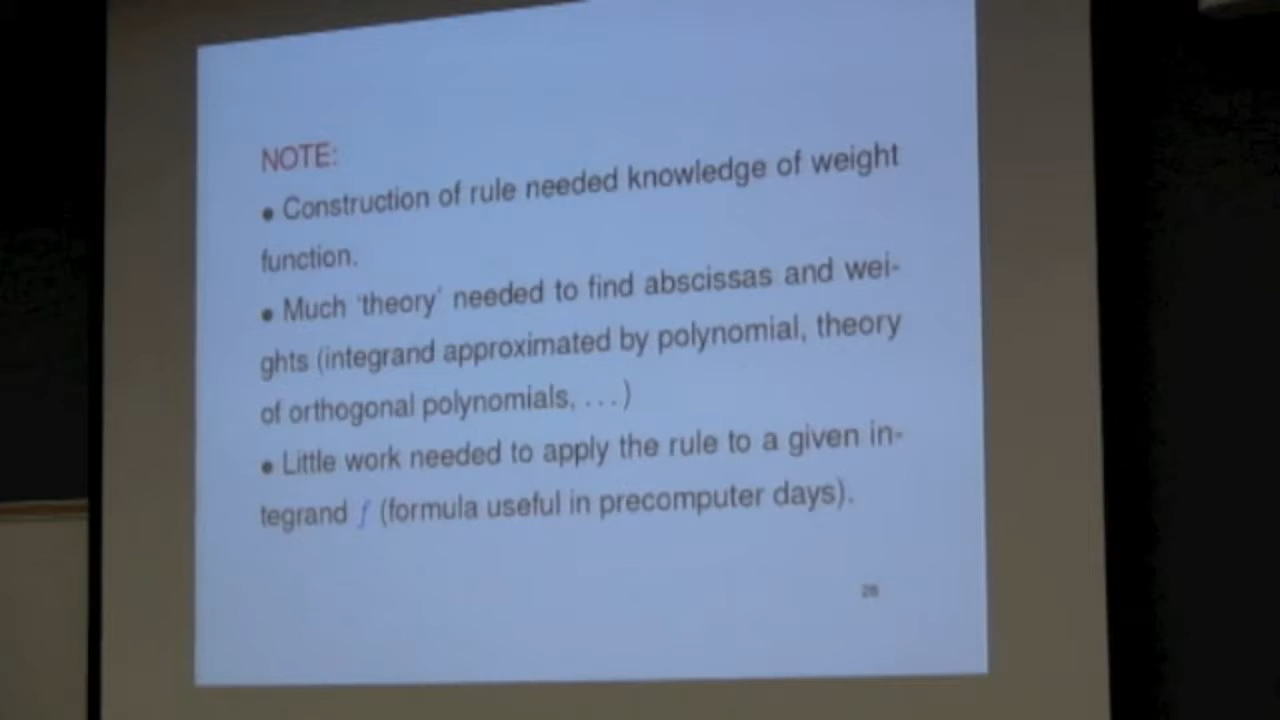 NOTE:
• Construction of rule needed knowledge of weight
function.
• Much 'theory' needed to find abscissas and wei-
ghts (integrand approximated by polynomial, theory
of orthogonal polynomials, ...)
• Little work needed to apply the rule to a given in-
tegrand f (formula useful in precomputer days).